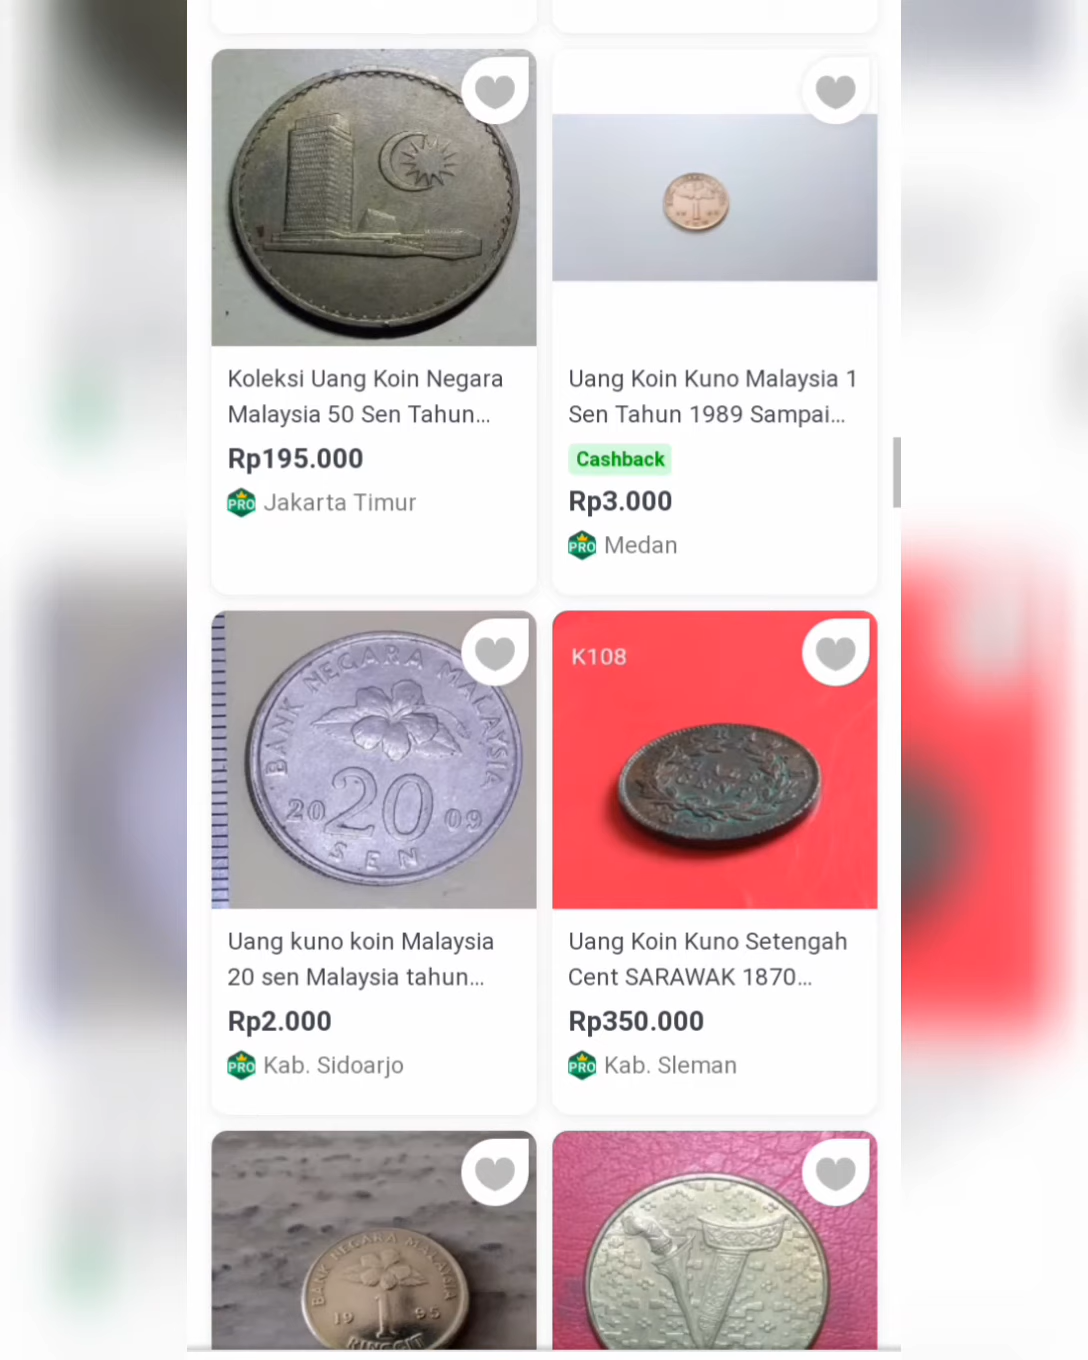 Koleksi Uang Koin Negara
Malaysia 50 Sen Tahun...
Rp195.000
PRO Jakarta Timur
Uang Koin Kuno Malaysia 1
Sen Tahun 1989 Sampai...
Cashback
Rp3.000
PRO Medan
BANK NEGARA MALAYSIA
20 20 09
SEN
Uang kuno koin Malaysia
20 sen Malaysia tahun...
Rp2.000
PRO Kab. Sidoarjo
K108
Uang Koin Kuno Setengah
Cent SARAWAK 1870...
Rp350.000
PRO Kab. Sleman
BANK NEGARA MALAYSIA
19 1 95
RINGGIT